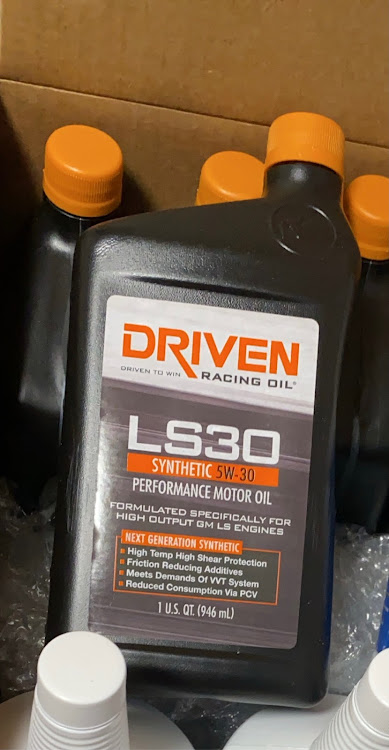 DRIVEN
DRIVEN TO WIN RACING OIL®
LS30
SYNTHETIC 5W-30
PERFORMANCE MOTOR OIL
FORMULATED SPECIFICALLY FOR
HIGH OUTPUT GM LS ENGINES
NEXT GENERATION SYNTHETIC
▪ High Temp High Shear Protection
▪ Friction Reducing Additives
▪ Meets Demands Of VVT System
▪ Reduced Consumption Via PCV
1 U.S. QT. (946 mL)